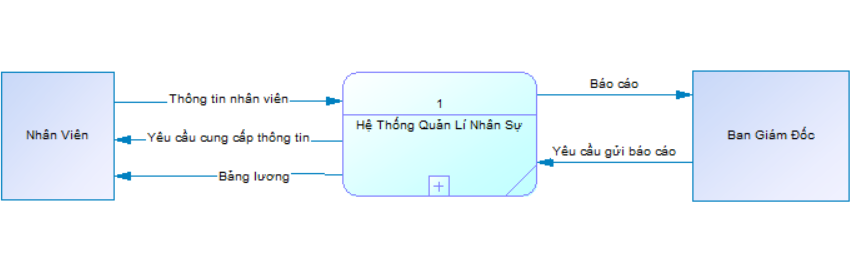 Nhân Viên
Thông tin nhân viên
Yêu cầu cung cấp thông tin
Bảng lương
1
Hệ Thống Quản Lí Nhân Sự
Báo cáo
Yêu cầu gửi báo cáo
Ban Giám Đốc